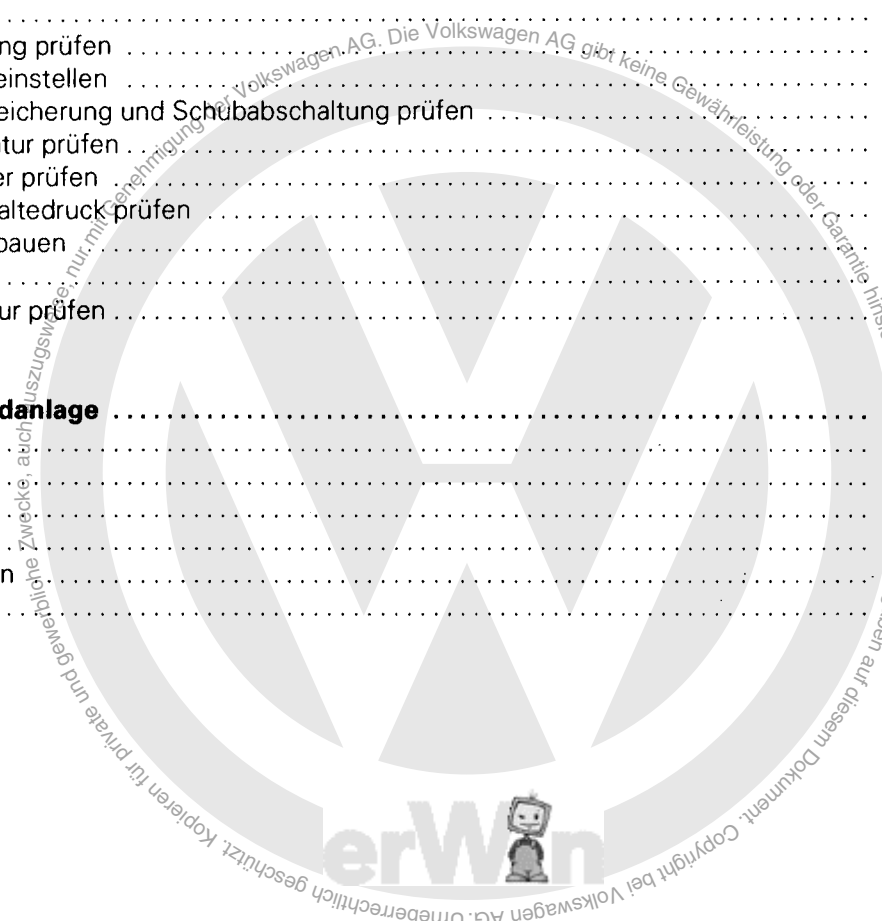 ng prüfen
einstellen
eicherung und Schubabschaltung prüfen
tur prüfen
er prüfen
altedruck prüfen
bauen
ur prüfen
danlage
n
erWin
Urheberrechtlich geschützt. Kopieren für private und gewerbliche Zwecke, auch auszugsweise, nur mit Genehmigung der Volkswagen AG. Die Volkswagen AG gibt keine Gewährleistung oder Garantie hins
ben auf diesem Dokument. Copyright bei Volkswagen AG.